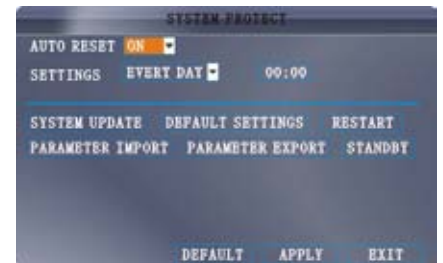 SYSTEM PROTECT
AUTO RESET ON
SETTINGS EVERY DAY 00:00
SYSTEM UPDATE DEFAULT SETTINGS RESTART
PARAMETER IMPORT PARAMETER EXPORT STANDBY
DEFAULT APPLY EXIT